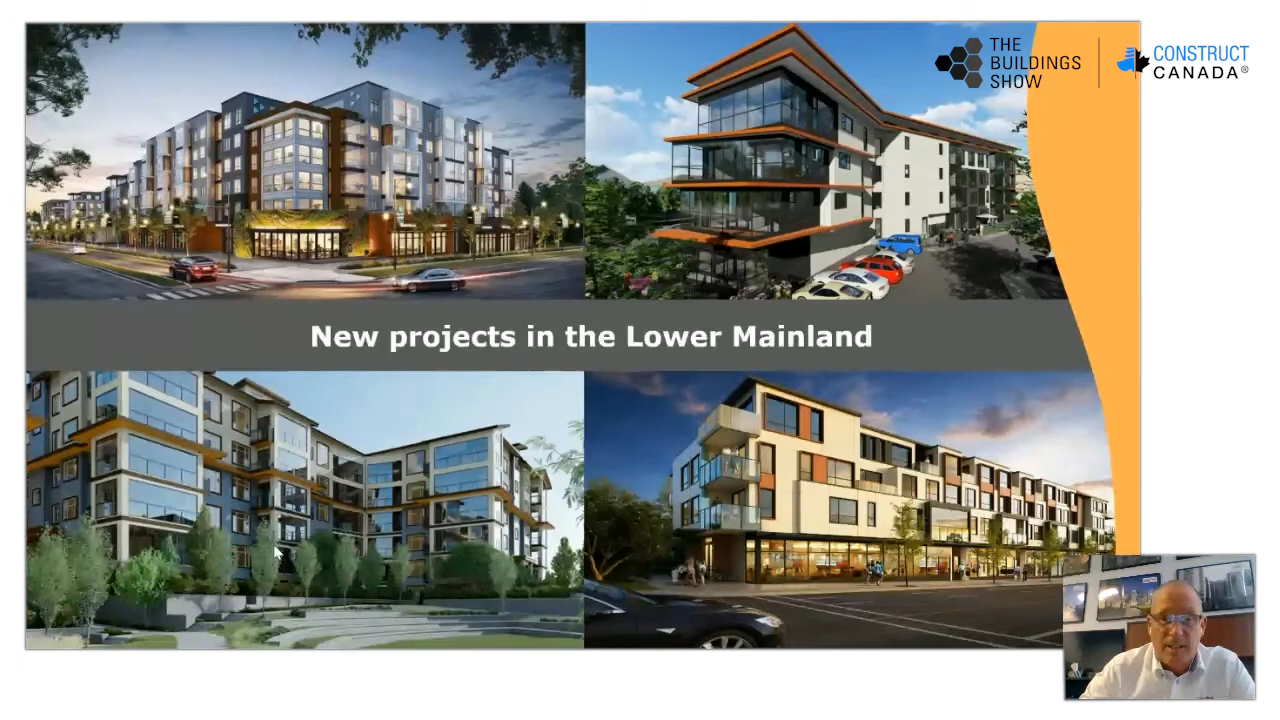 THE
BUILDINGS
SHOW
CONSTRUCT
CANADA®
New projects in the Lower Mainland